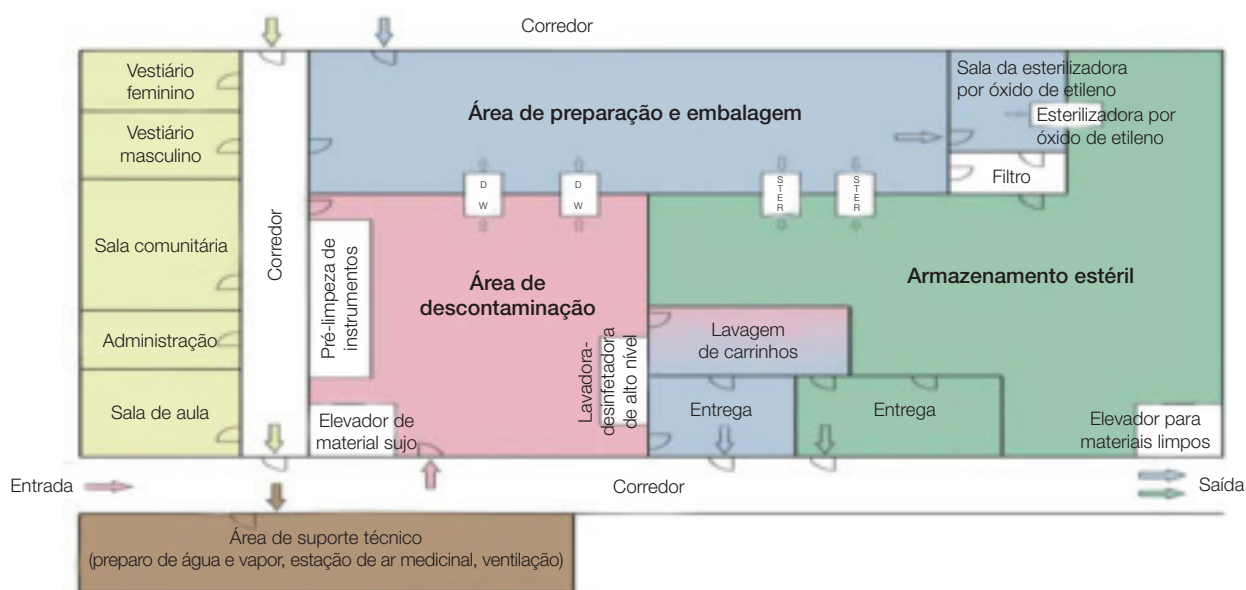 Corredor
Vestiário
feminino
Vestiário
masculino
Sala comunitária
Administração
Sala de aula
Corredor
Área de preparação e embalagem
Sala da esterilizadora
por óxido de etileno
Esterilizadora por
óxido de etileno
Filtro
D
W
D
W
STER
STER
Pré-limpeza de
instrumentos
Área de
descontaminação
Armazenamento estéril
Lavagem
de carrinhos
Lavadora-
desinfetadora
de alto nível
Elevador de
material sujo
Entrega
Entrega
Elevador para
materiais limpos
Entrada
Corredor
Saída
Área de suporte técnico
(preparo de água e vapor, estação de ar medicinal, ventilação)